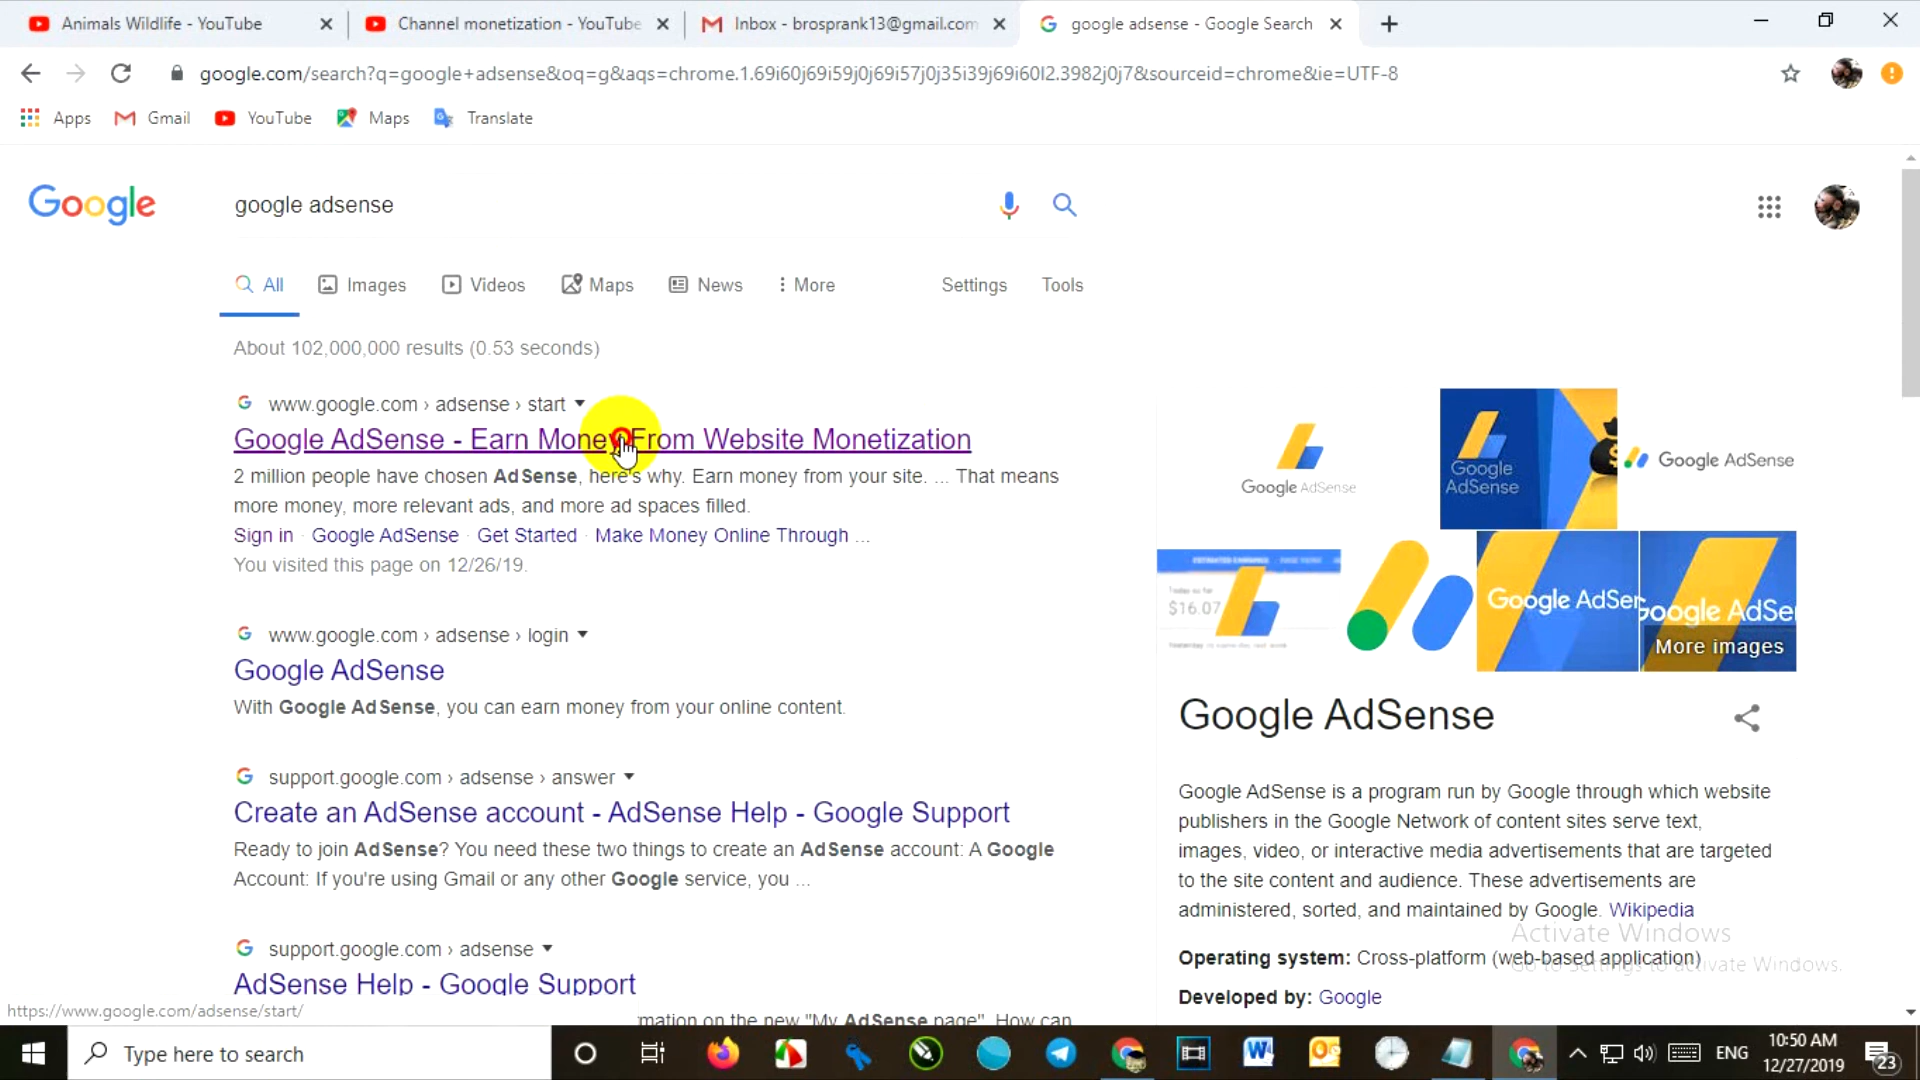 Animals Wildlife - YouTube
Channel monetization - YouTube
Inbox - brosprank13@gmail.com
google adsense - Google Search
google.com/search?q=google+adsense&oq=g&aqs=chrome.1.69i60j69i59j0j69i57j0j35i39j69i60l2.3982j0j7&sourceid=chrome&ie=UTF-8
Apps Gmail YouTube Maps Translate
Google google adsense
All Images Videos Maps News More Settings Tools
About 102,000,000 results (0.53 seconds)
www.google.com › adsense › start
Google AdSense - Earn Money From Website Monetization
2 million people have chosen AdSense, here's why. Earn money from your site. ... That means
more money, more relevant ads, and more ad spaces filled.
Sign in · Google AdSense · Get Started · Make Money Online Through ...
You visited this page on 12/26/19.
www.google.com › adsense › login
Google AdSense
With Google AdSense, you can earn money from your online content.
support.google.com › adsense › answer
Create an AdSense account - AdSense Help - Google Support
Ready to join AdSense? You need these two things to create an AdSense account: A Google
Account: If you're using Gmail or any other Google service, you ...
support.google.com › adsense
AdSense Help - Google Support
mation on the new "My AdSense page". How can
https://www.google.com/adsense/start/
Google AdSense
Google
AdSense
Google AdSense
$16.07
Google AdSen
Google AdSe
More images
Google AdSense
Google AdSense is a program run by Google through which website
publishers in the Google Network of content sites serve text,
images, video, or interactive media advertisements that are targeted
to the site content and audience. These advertisements are
administered, sorted, and maintained by Google. Wikipedia
Activate Windows
Operating system: Cross-platform (web-based application)
Go to Settings to activate Windows.
Developed by: Google
Type here to search
ENG
10:50 AM
12/27/2019
23